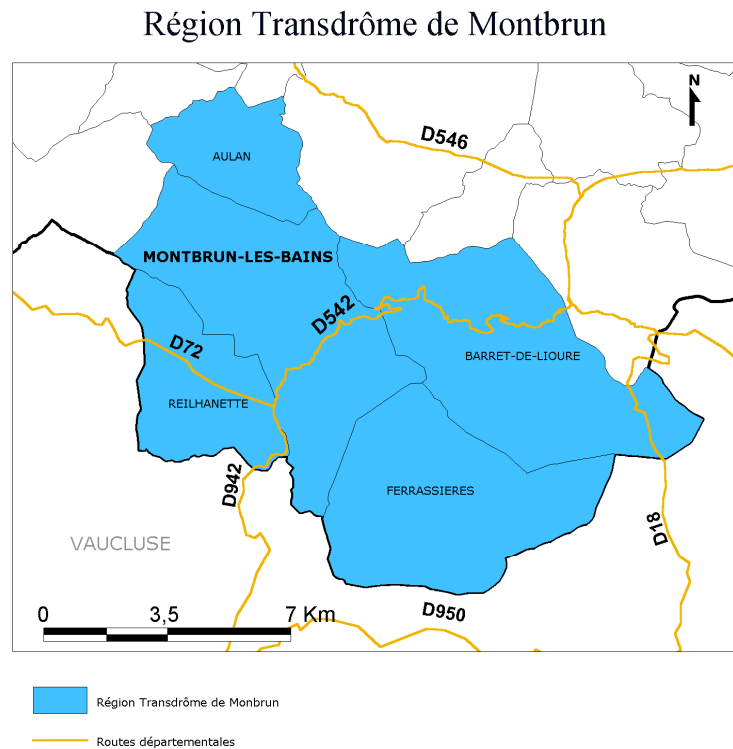 Région Transdrôme de Montbrun
N
D546
AULAN
MONTBRUN-LES-BAINS
D542
D72
BARRET-DE-LIOURE
REILHANETTE
D942
FERRASSIERES
D18
VAUCLUSE
D950
0 3,5 7 Km
Région Transdrôme de Monbrun
Routes départementales